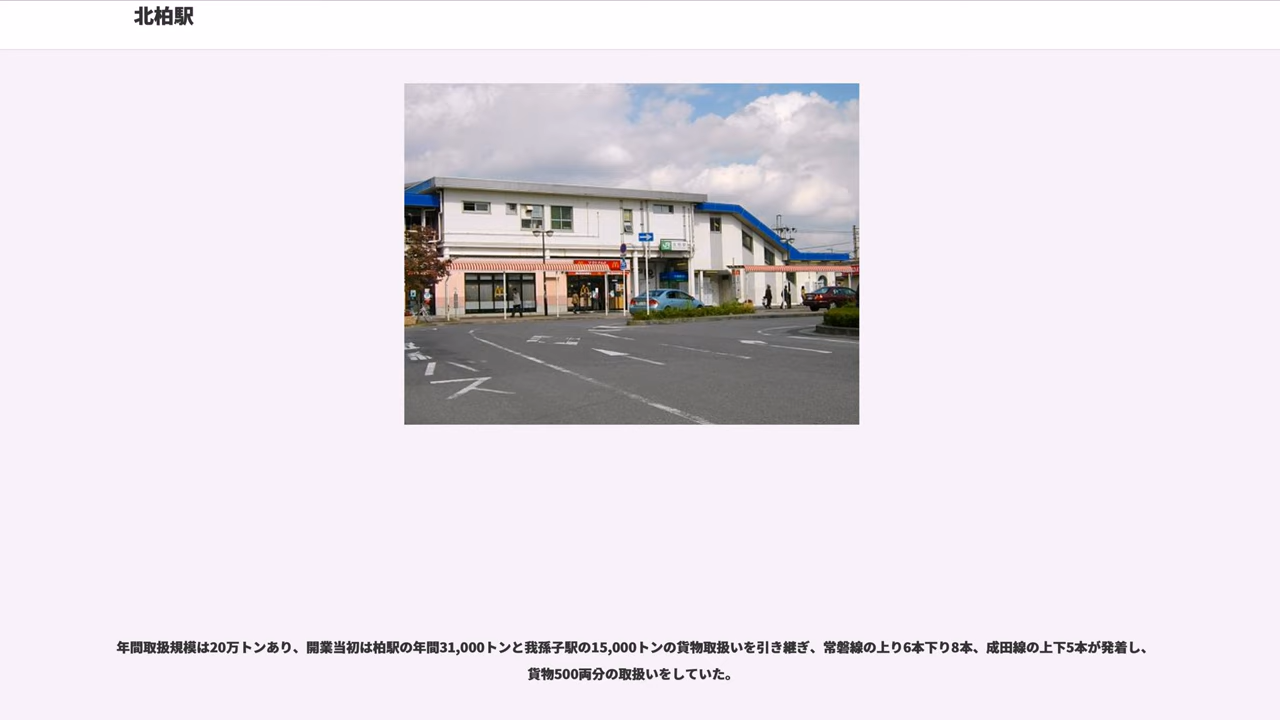 北柏駅
年間取扱規模は20万トンあり、開業当初は柏駅の年間31,000トンと我孫子駅の15,000トンの貨物取扱いを引き継ぎ、常磐線の上り6本下り8本、成田線の上下5本が発着し、
貨物500両分の取扱いをしていた。